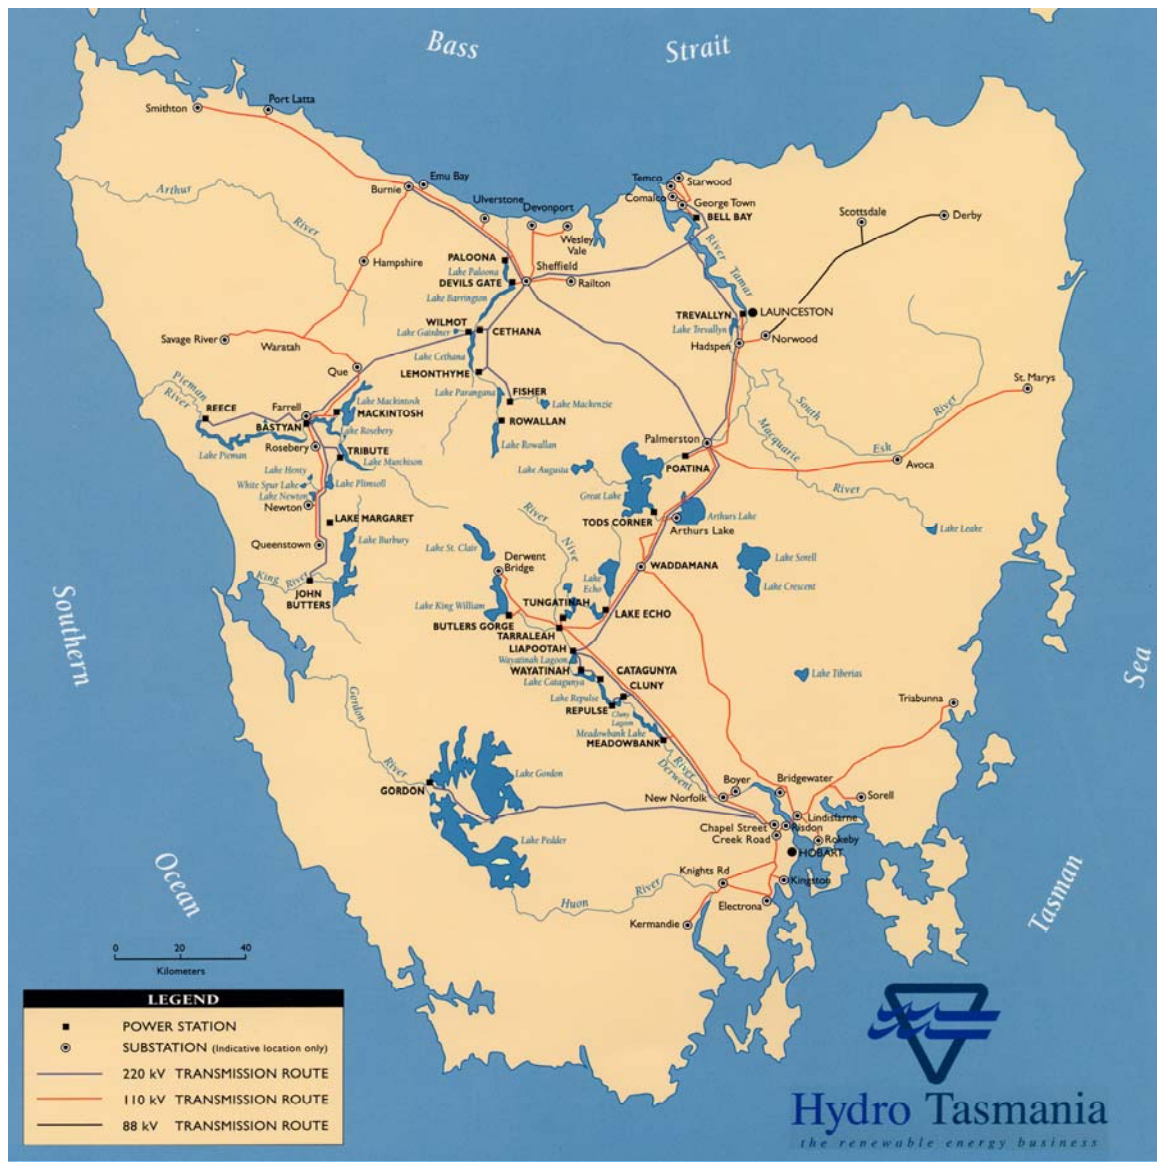 Bass
Strait
Smithton
Port Latta
Arthur
River
Burnie
Emu Bay
Ulverstone
Devonport
Wesley
Vale
Temco
Starwood
Comalco
George Town
BELL BAY
Scottsdale
Derby
Hampshire
PALOONA
Lake Paloona
DEVILS GATE
Sheffield
Railton
Lake Barrington
River
Tamar
Savage River
Waratah
WILMOT
Lake Gairdner
CETHANA
Lake Cethana
TREVALLYN
LAUNCESTON
Lake Trevallyn
Hadspen
Norwood
Que
LEMONTHYME
Pieman
River
REECE
Farrell
BASTYAN
Lake Mackintosh
MACKINTOSH
Lake Rosebery
Lake Parangana
FISHER
Lake Mackenzie
ROWALLAN
Lake Rowallan
St. Marys
South
Esk
River
Macquarie
River
Avoca
Lake Pieman
Rosebery
TRIBUTE
Lake Murchison
Lake Henty
White Spur Lake
Lake Plimsoll
Lake Newton
Newton
LAKE MARGARET
Queenstown
Lake Burbury
King River
JOHN
BUTTERS
Palmerston
POATINA
Lake Augusta
Great Lake
TODS CORNER
Arthurs Lake
Arthurs Lake
Lake Leake
River
Nive
Lake St. Clair
Derwent
Bridge
Lake
Echo
WADDAMANA
Lake Sorell
Lake Crescent
Lake King William
TUNGATINAH
LAKE ECHO
BUTLERS GORGE
TARRALEAH
LIAPOOTAH
Wayatinah Lagoon
WAYATINAH
CATAGUNYA
Lake Catagunya
CLUNY
Lake Repulse
REPULSE
Cluny
Lagoon
Meadowbank Lake
MEADOWBANK
Lake Tiberias
Triabunna
Southern
Ocean
Sea
Tasman
Gordon
River
GORDON
Lake Gordon
Lake Pedder
River
Derwent
Boyer
Bridgewater
New Norfolk
Sorell
Lindisfarne
Chapel Street
Risdon
Creek Road
Rokeby
HOBART
Knights Rd
Kingston
Huon
River
Electrona
Kermandie
0 20 40
Kilometers
LEGEND
POWER STATION
SUBSTATION (Indicative location only)
220 kV TRANSMISSION ROUTE
110 kV TRANSMISSION ROUTE
88 kV TRANSMISSION ROUTE
Hydro Tasmania
the renewable energy business